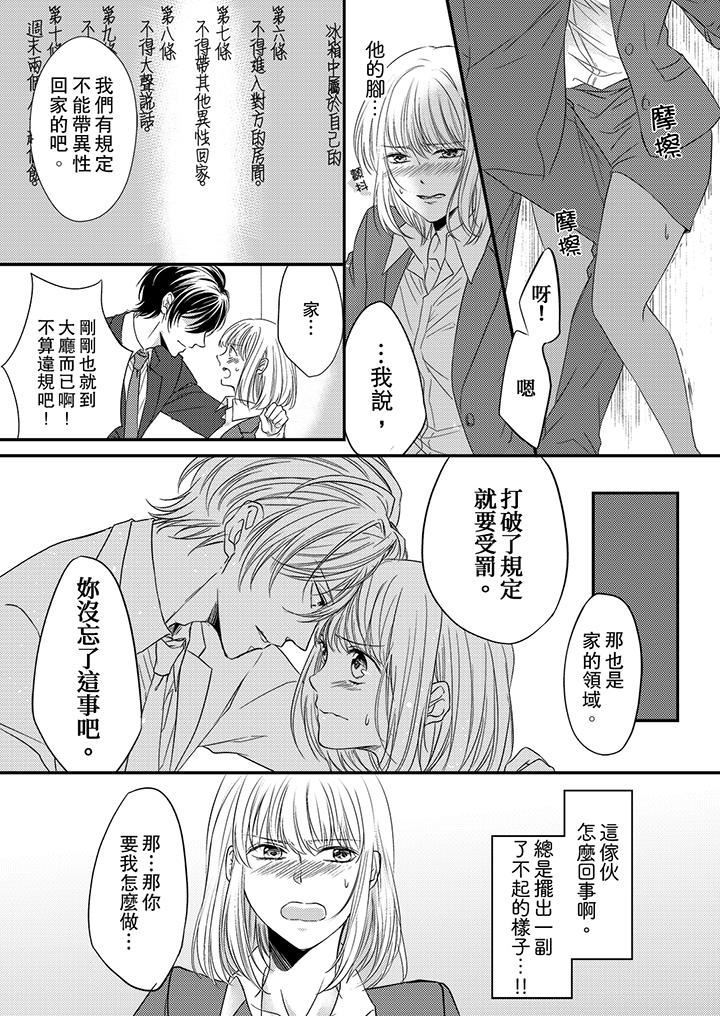 摩擦
摩擦
呀！
嗯
他的腳…
顫抖
…我說，
冰箱中屬於自己的
第六條
不得進入對方的房間。
第七條
不得帶其他異性回家。
第八條
不得大聲說話
第九條
第十條
週末兩個人
我們有規定
不能帶異性
回家的吧。
家…
剛剛也就到
大廳而已啊！
不算違規吧！
那也是
家的領域。
打破了規定
就要受罰。
妳沒忘了這事吧。
這傢伙
怎麼回事啊。
總是擺出一副
了不起的樣子…!!
那…那你
要我怎麼做…